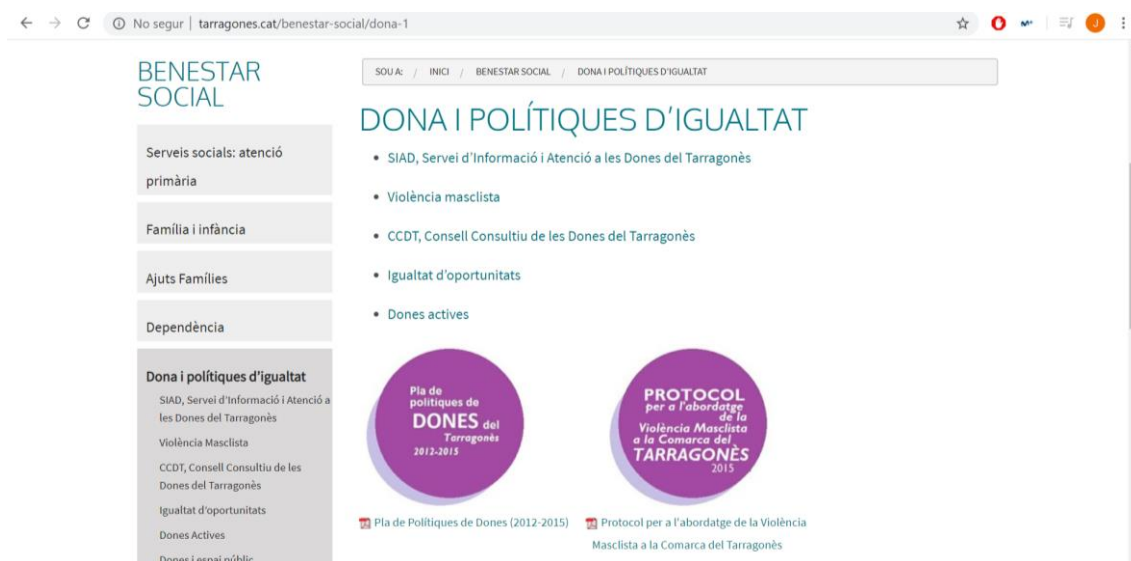 No segur | tarragones.cat/benestar-social/dona-1
J
BENESTAR
SOCIAL
Serveis socials: atenció
primària
Família i infància
Ajuts Famílies
Dependència
Dona i polítiques d'igualtat
SIAD, Servei d'Informació i Atenció a
les Dones del Tarragonès
Violència Masclista
CCDT, Consell Consultiu de les
Dones del Tarragonès
Igualtat d'oportunitats
Dones Actives
Dones i espai públic
SOU A: / INICI / BENESTAR SOCIAL / DONA I POLÍTIQUES D'IGUALTAT
DONA I POLÍTIQUES D'IGUALTAT
• SIAD, Servei d'Informació i Atenció a les Dones del Tarragonès
• Violència masclista
• CCDT, Consell Consultiu de les Dones del Tarragonès
• Igualtat d'oportunitats
• Dones actives
Pla de
polítiques de
DONES del
Tarragonès
2012-2015
PROTOCOL
per a l'abordatge
de la
Violència Masclista
a la Comarca del
TARRAGONÈS
2015
Pla de Polítiques de Dones (2012-2015)
Protocol per a l'abordatge de la Violència
Masclista a la Comarca del Tarragonès